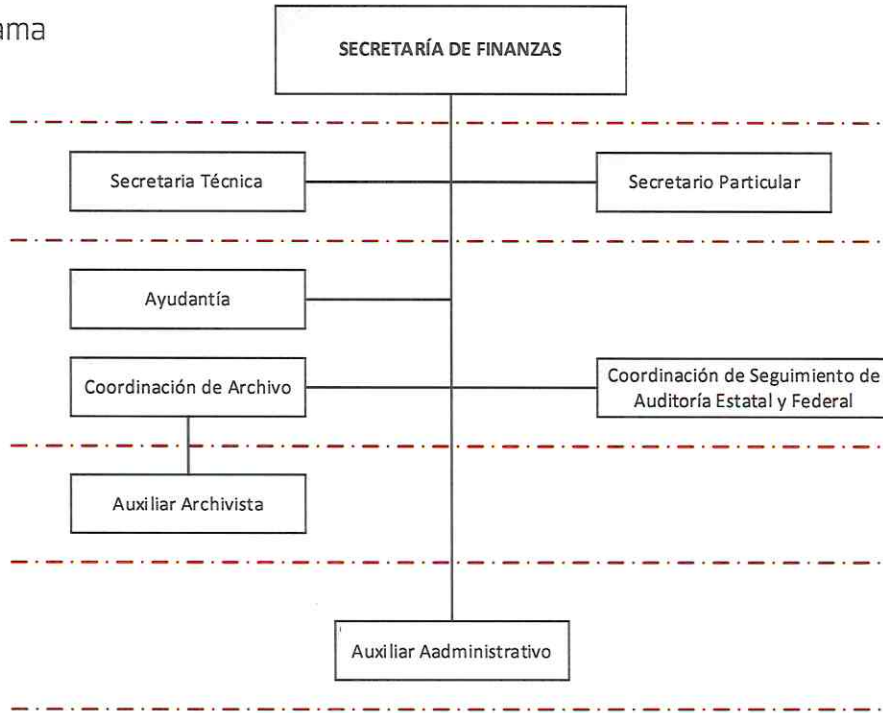 ama
SECRETARÍA DE FINANZAS
Secretaria Técnica
Secretario Particular
Ayudantía
Coordinación de Archivo
Coordinación de Seguimiento de
Auditoría Estatal y Federal
Auxiliar Archivista
Auxiliar Aadministrativo